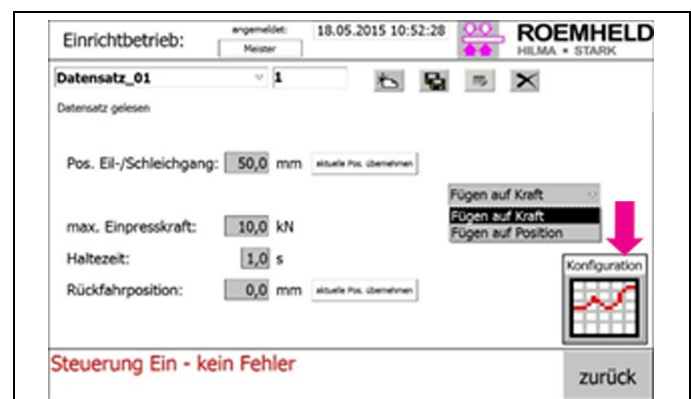 Einrichtbetrieb:
angemeldet:
Meister
18.05.2015 10:52:28
ROEMHELD
HILMA • STARK
Datensatz_01
1
Datensatz gelesen
Pos. Eil-/Schleichgang: 50,0 mm aktuelle Pos. übernehmen
Fügen auf Kraft
Fügen auf Kraft
Fügen auf Position
max. Einpresskraft: 10,0 kN
Haltezeit: 1,0 s
Konfiguration
Rückfahrposition: 0,0 mm aktuelle Pos. übernehmen
Steuerung Ein - kein Fehler
zurück